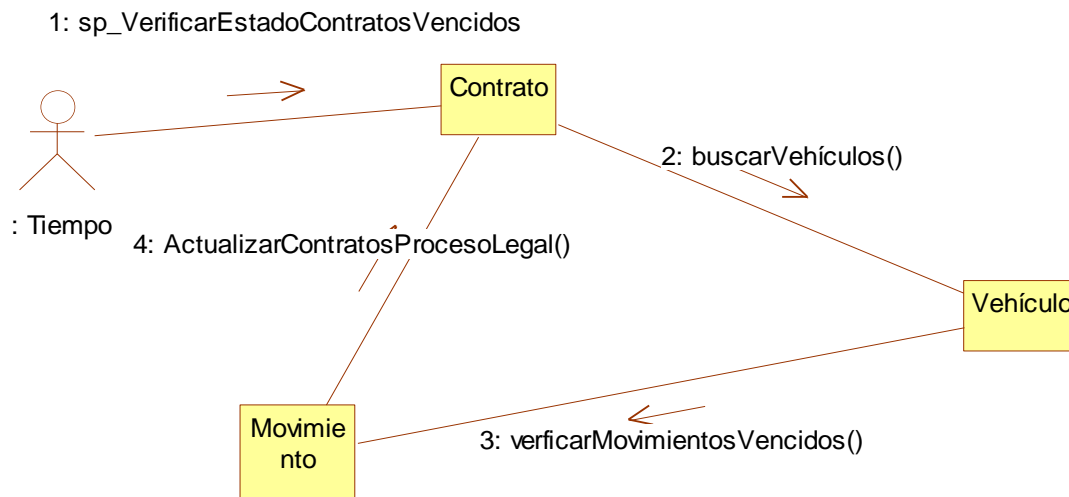 1: sp_VerificarEstadoContratosVencidos
Contrato
2: buscarVehículos()
: Tiempo
4: ActualizarContratosProcesoLegal()
Vehículo
Movimie
nto
3: verficarMovimientosVencidos()